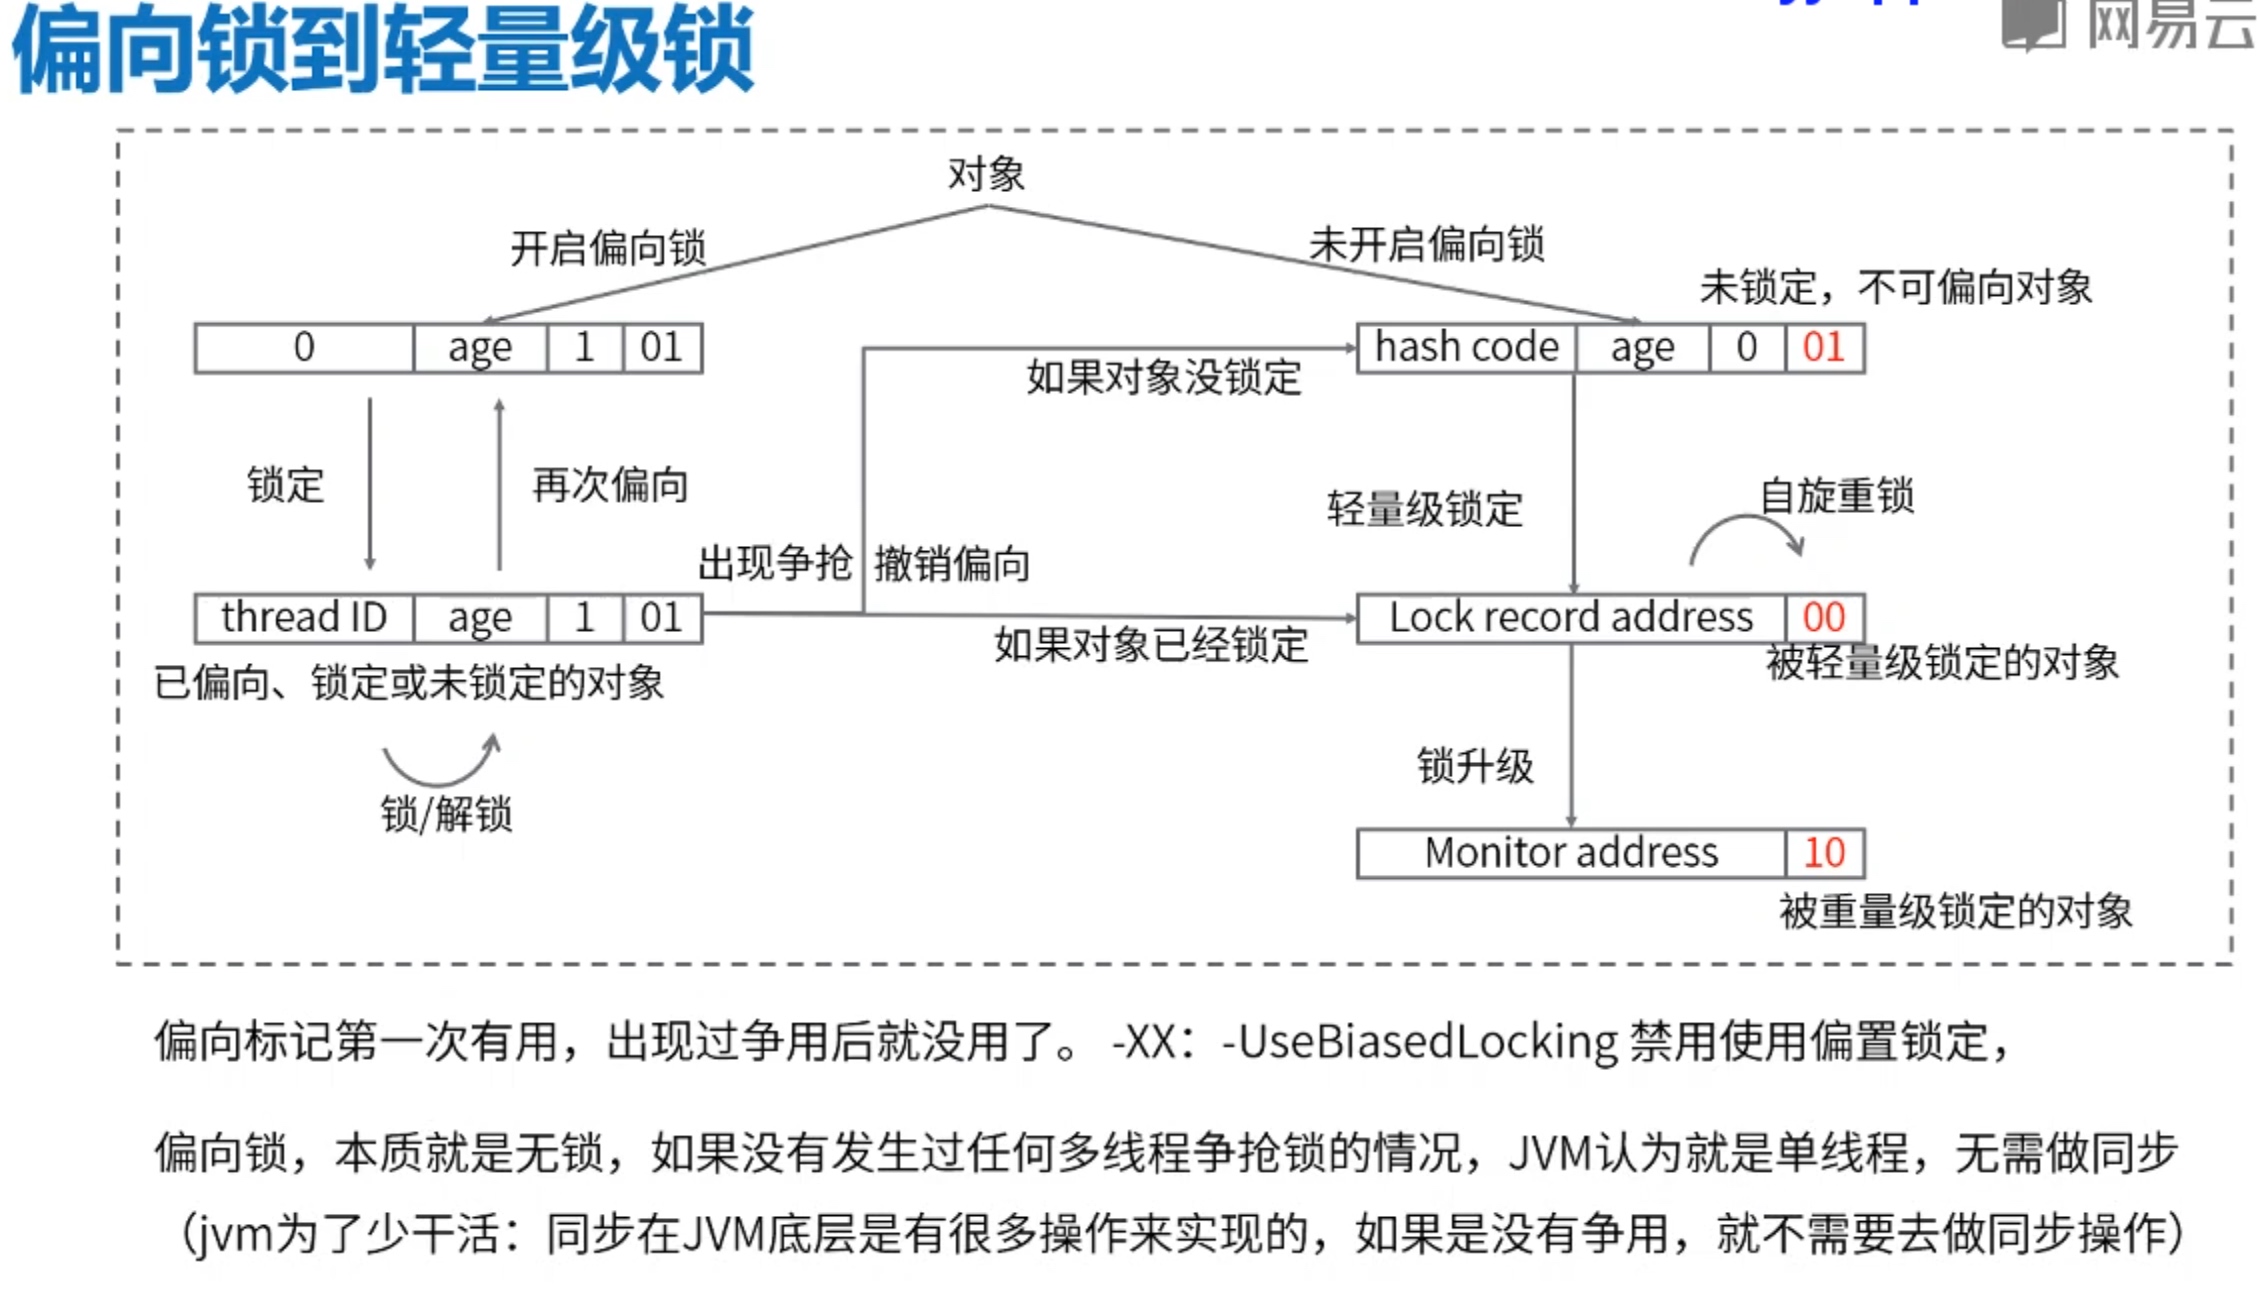 偏向锁到轻量级锁
网易云
对象
开启偏向锁
未开启偏向锁
未锁定，不可偏向对象
0 age 1 01
hash code age 0 01
如果对象没锁定
锁定
再次偏向
轻量级锁定
自旋重锁
出现争抢 撤销偏向
thread ID age 1 01
Lock record address 00
如果对象已经锁定
被轻量级锁定的对象
已偏向、锁定或未锁定的对象
锁/解锁
锁升级
Monitor address 10
被重量级锁定的对象
偏向标记第一次有用，出现过争用后就没用了。 -XX：-UseBiasedLocking 禁用使用偏置锁定，
偏向锁，本质就是无锁，如果没有发生过任何多线程争抢锁的情况，JVM认为就是单线程，无需做同步
（jvm为了少干活：同步在JVM底层是有很多操作来实现的，如果是没有争用，就不需要去做同步操作）